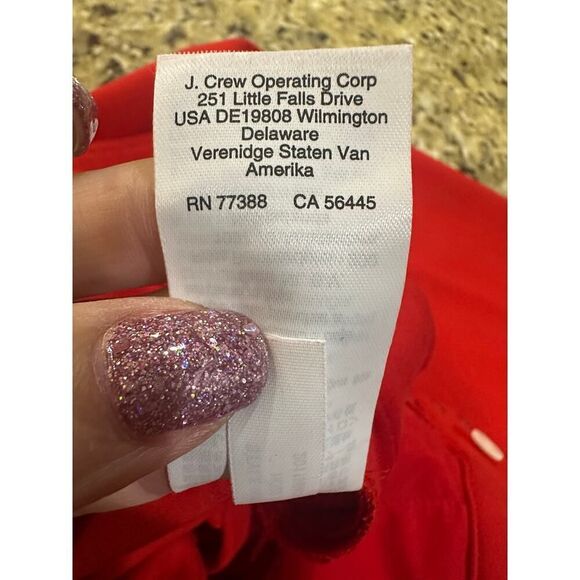 J. Crew Operating Corp
251 Little Falls Drive
USA DE19808 Wilmington
Delaware
Verenidge Staten Van
Amerika
RN 77388 CA 56445